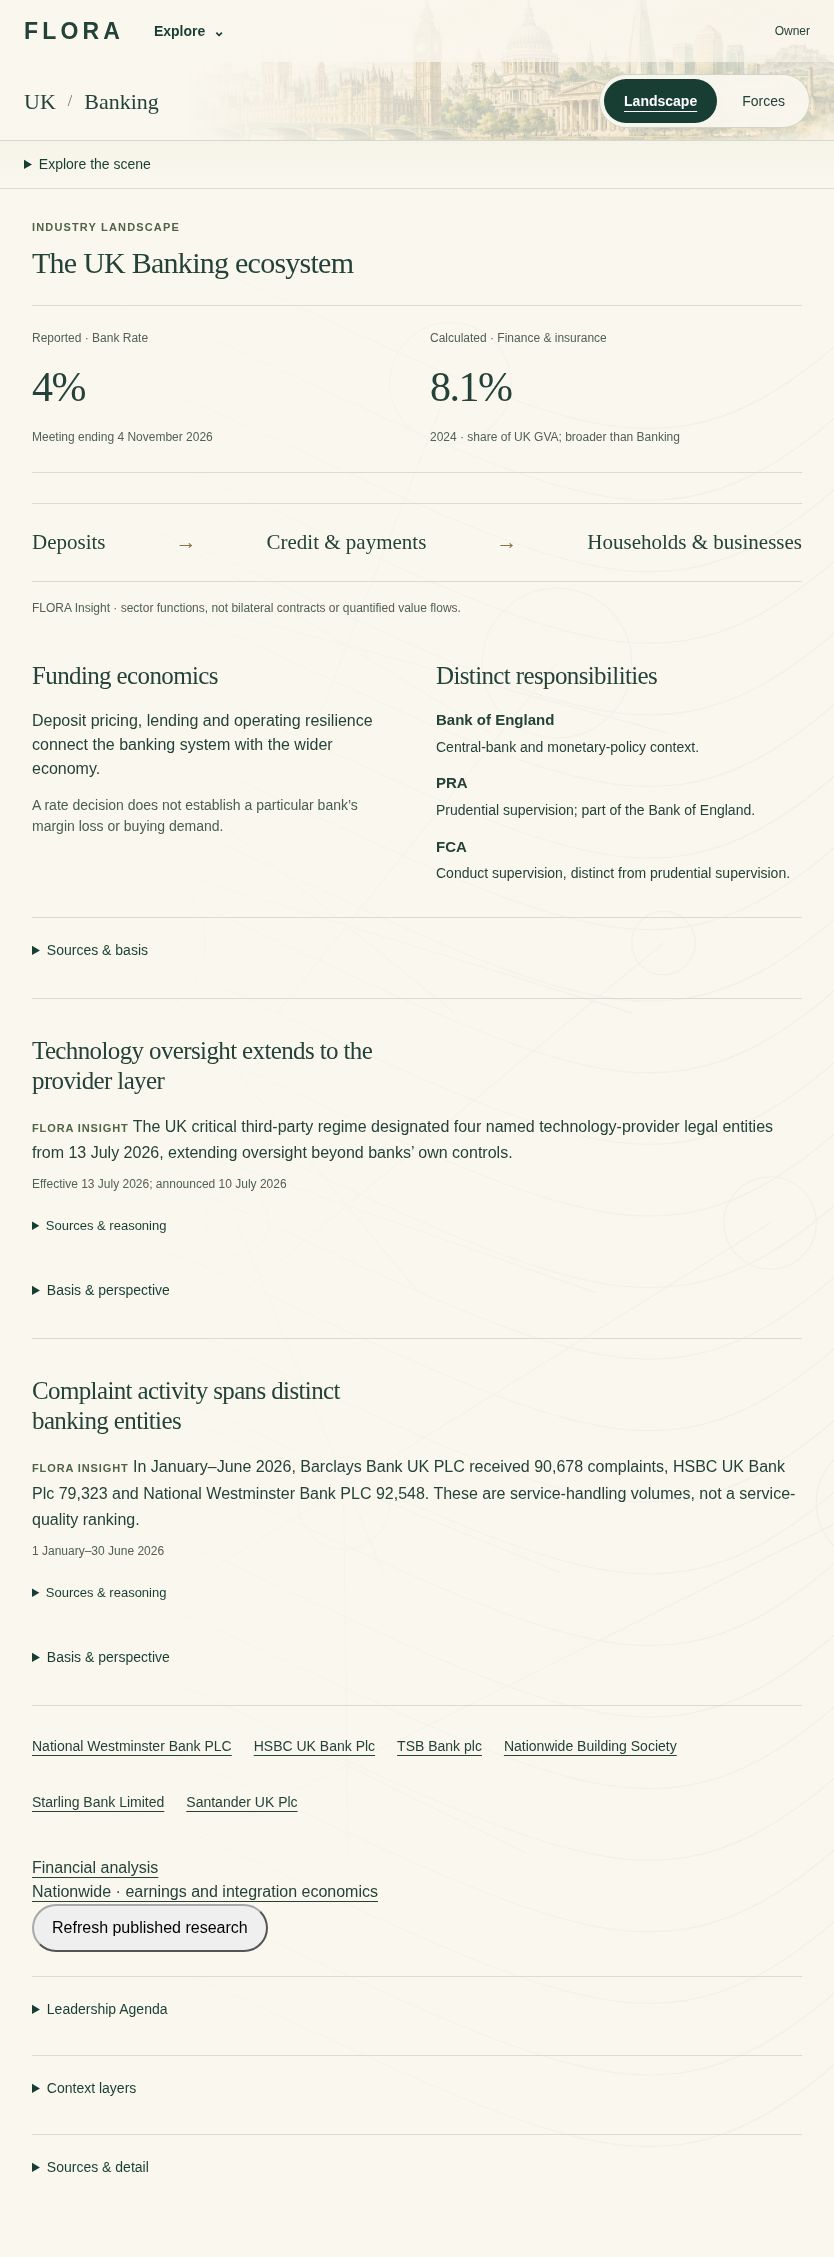 FLORA
Explore
Owner
UK / Banking
Landscape
Forces
Explore the scene
INDUSTRY LANDSCAPE
The UK Banking ecosystem
Reported · Bank Rate
4%
Meeting ending 4 November 2026
Calculated · Finance & insurance
8.1%
2024 · share of UK GVA; broader than Banking
Deposits → Credit & payments → Households & businesses
FLORA Insight · sector functions, not bilateral contracts or quantified value flows.
Funding economics
Deposit pricing, lending and operating resilience
connect the banking system with the wider
economy.
A rate decision does not establish a particular bank's
margin loss or buying demand.
Distinct responsibilities
Bank of England
Central-bank and monetary-policy context.
PRA
Prudential supervision; part of the Bank of England.
FCA
Conduct supervision, distinct from prudential supervision.
Sources & basis
Technology oversight extends to the
provider layer
FLORA INSIGHT The UK critical third-party regime designated four named technology-provider legal entities
from 13 July 2026, extending oversight beyond banks’ own controls.
Effective 13 July 2026; announced 10 July 2026
Sources & reasoning
Basis & perspective
Complaint activity spans distinct
banking entities
FLORA INSIGHT In January–June 2026, Barclays Bank UK PLC received 90,678 complaints, HSBC UK Bank
Plc 79,323 and National Westminster Bank PLC 92,548. These are service-handling volumes, not a service-
quality ranking.
1 January–30 June 2026
Sources & reasoning
Basis & perspective
National Westminster Bank PLC HSBC UK Bank Plc TSB Bank plc Nationwide Building Society
Starling Bank Limited Santander UK Plc
Financial analysis
Nationwide · earnings and integration economics
Refresh published research
Leadership Agenda
Context layers
Sources & detail